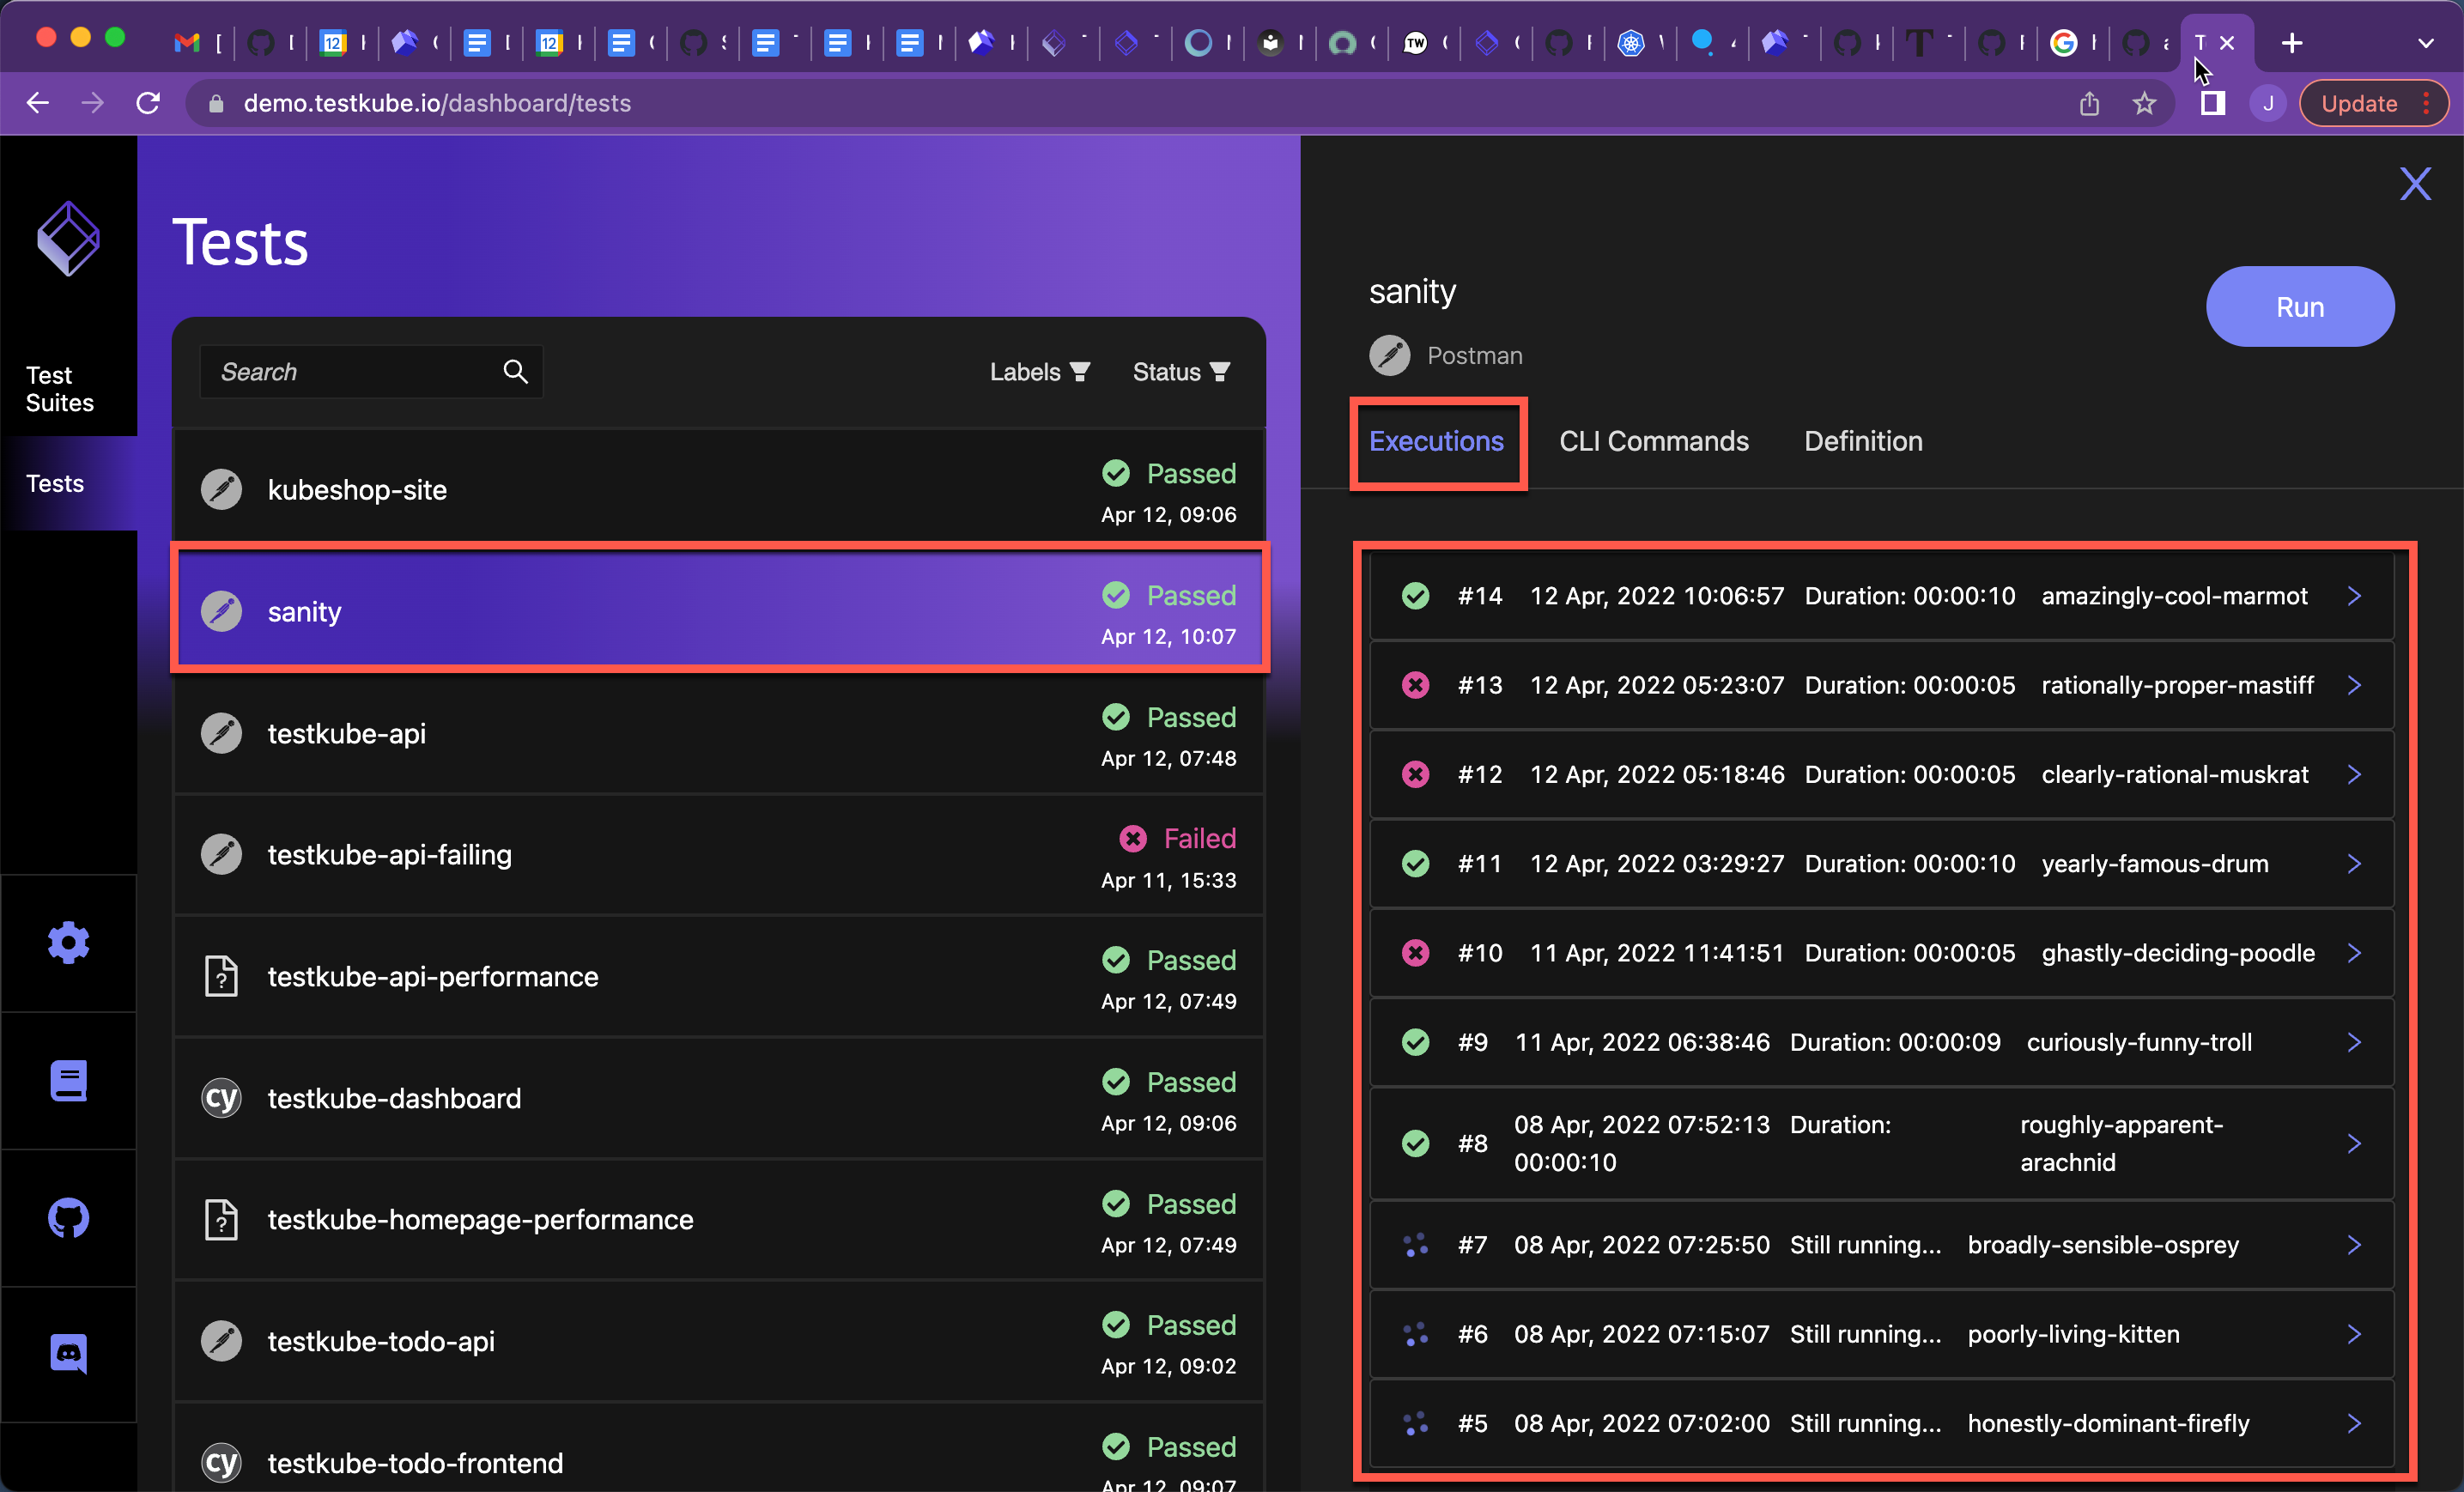 demo.testkube.io/dashboard/tests
J
Update
Test
Suites
Tests
Tests
Search
Labels
Status
kubeshop-site
Passed
Apr 12, 09:06
sanity
Passed
Apr 12, 10:07
testkube-api
Passed
Apr 12, 07:48
testkube-api-failing
Failed
Apr 11, 15:33
testkube-api-performance
Passed
Apr 12, 07:49
cy
testkube-dashboard
Passed
Apr 12, 09:06
testkube-homepage-performance
Passed
Apr 12, 07:49
testkube-todo-api
Passed
Apr 12, 09:02
cy
testkube-todo-frontend
Passed
Apr 12, 09:07
sanity
Postman
Run
Executions CLI Commands Definition
#14 12 Apr, 2022 10:06:57 Duration: 00:00:10 amazingly-cool-marmot
#13 12 Apr, 2022 05:23:07 Duration: 00:00:05 rationally-proper-mastiff
#12 12 Apr, 2022 05:18:46 Duration: 00:00:05 clearly-rational-muskrat
#11 12 Apr, 2022 03:29:27 Duration: 00:00:10 yearly-famous-drum
#10 11 Apr, 2022 11:41:51 Duration: 00:00:05 ghastly-deciding-poodle
#9 11 Apr, 2022 06:38:46 Duration: 00:00:09 curiously-funny-troll
#8 08 Apr, 2022 07:52:13 Duration: roughly-apparent-
00:00:10 arachnid
#7 08 Apr, 2022 07:25:50 Still running... broadly-sensible-osprey
#6 08 Apr, 2022 07:15:07 Still running... poorly-living-kitten
#5 08 Apr, 2022 07:02:00 Still running... honestly-dominant-firefly